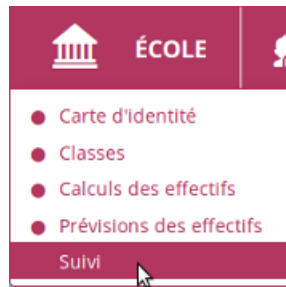 ÉCOLE
Carte d'identité
Classes
Calculs des effectifs
Prévisions des effectifs
Suivi